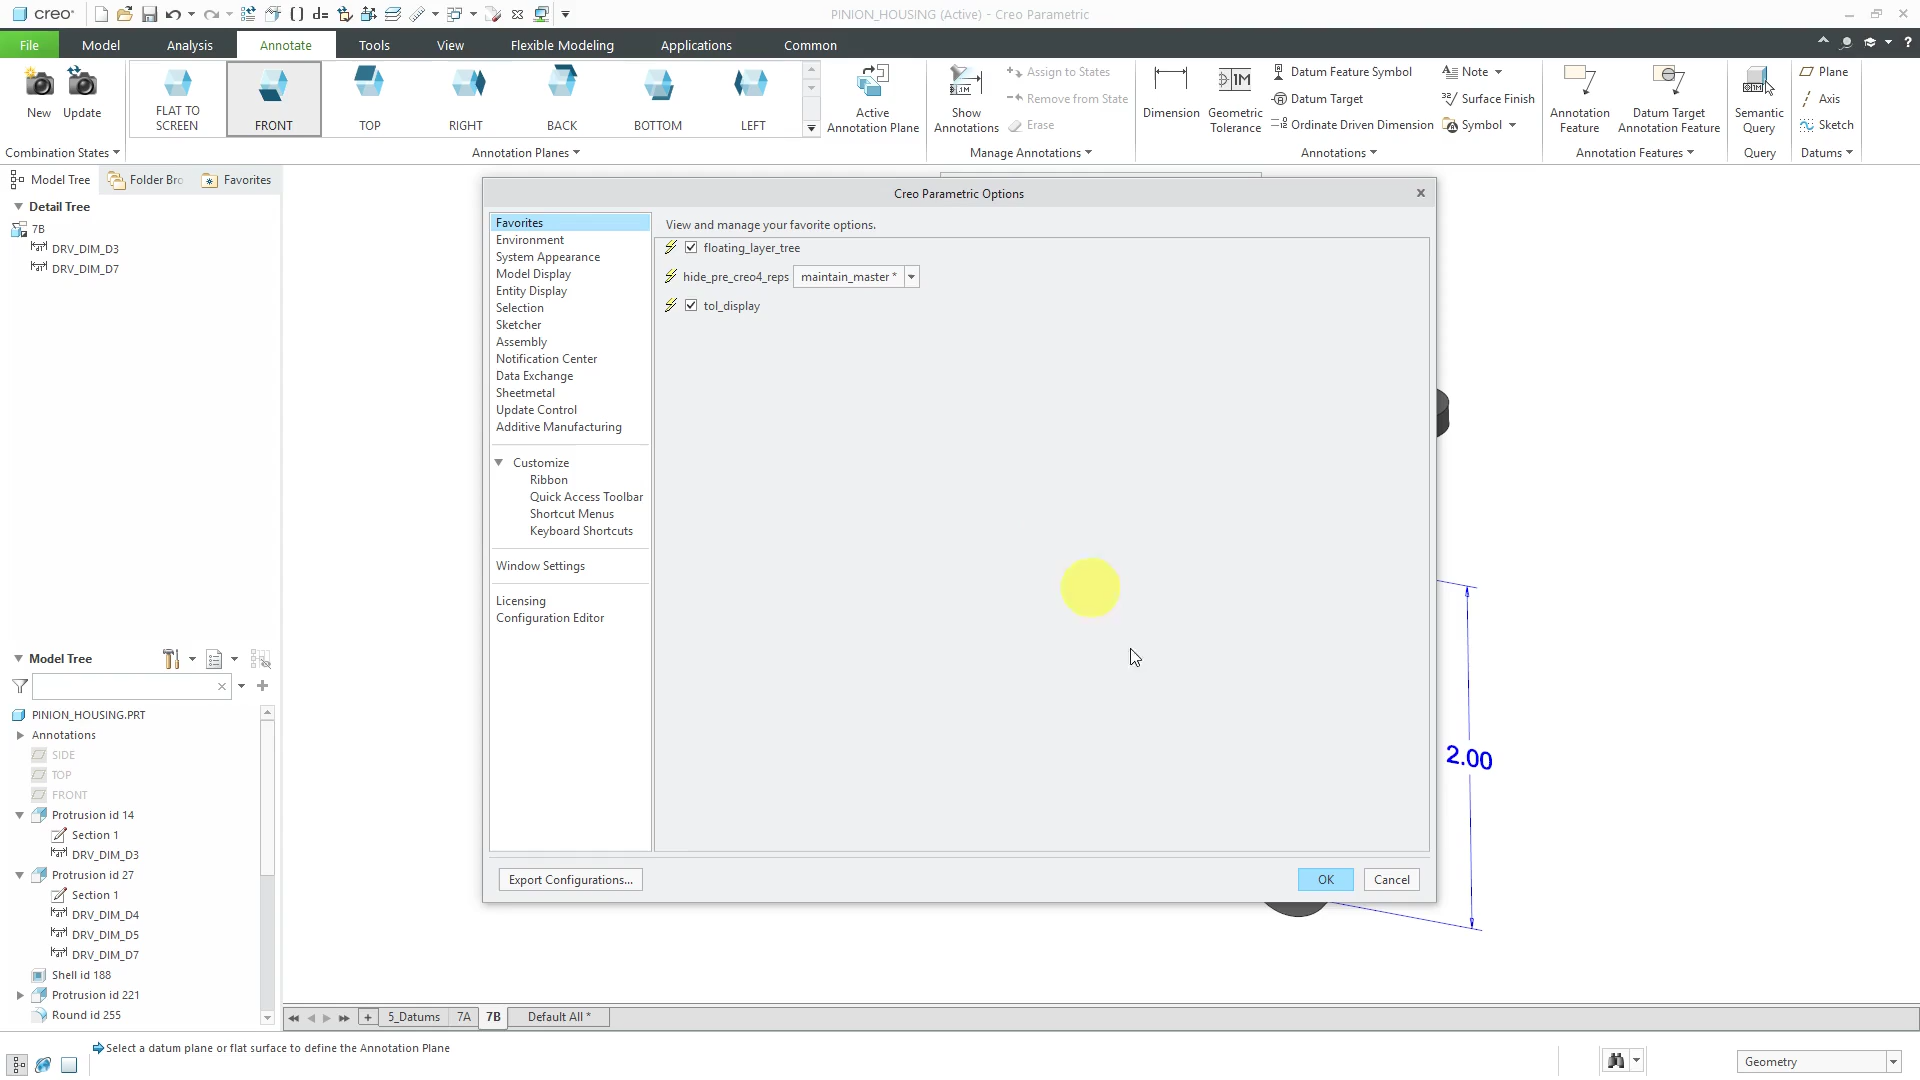 creo
PINION_HOUSING (Active) - Creo Parametric
File
Model
Analysis
Annotate
Tools
View
Flexible Modeling
Applications
Common
New
Update
Combination States
FLAT TO SCREEN
FRONT
TOP
RIGHT
BACK
BOTTOM
LEFT
Annotation Planes
Active Annotation Plane
Show Annotations
Assign to States
Remove from State
Erase
Manage Annotations
Dimension
Geometric Tolerance
Datum Feature Symbol
Datum Target
Ordinate Driven Dimension
Note
Surface Finish
Symbol
Annotations
Annotation Feature
Datum Target Annotation Feature
Annotation Features
Semantic Query
Query
Plane
Axis
Sketch
Datums
Model Tree
Folder Bro
Favorites
Detail Tree
7B
DRV_DIM_D3
DRV_DIM_D7
Model Tree
PINION_HOUSING.PRT
Annotations
SIDE
TOP
FRONT
Protrusion id 14
Section 1
DRV_DIM_D3
Protrusion id 27
Section 1
DRV_DIM_D4
DRV_DIM_D5
DRV_DIM_D7
Shell id 188
Protrusion id 221
Round id 255
Creo Parametric Options
Favorites
Environment
System Appearance
Model Display
Entity Display
Selection
Sketcher
Assembly
Notification Center
Data Exchange
Sheetmetal
Update Control
Additive Manufacturing
Customize
Ribbon
Quick Access Toolbar
Shortcut Menus
Keyboard Shortcuts
Window Settings
Licensing
Configuration Editor
View and manage your favorite options.
floating_layer_tree
hide_pre_creo4_reps maintain_master *
tol_display
Export Configurations...
OK
Cancel
2.00
5_Datums
7A
7B
Default All *
Select a datum plane or flat surface to define the Annotation Plane
Geometry